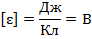 [ε] = Дж/Кл = В